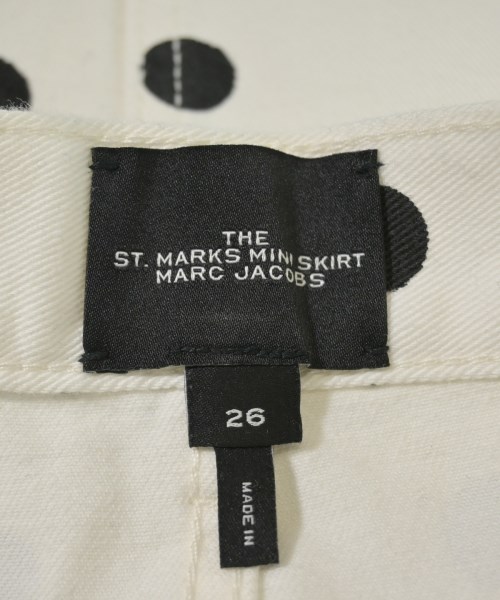 THE
ST. MARKS MINI SKIRT
MARC JACOBS
26
MADE IN